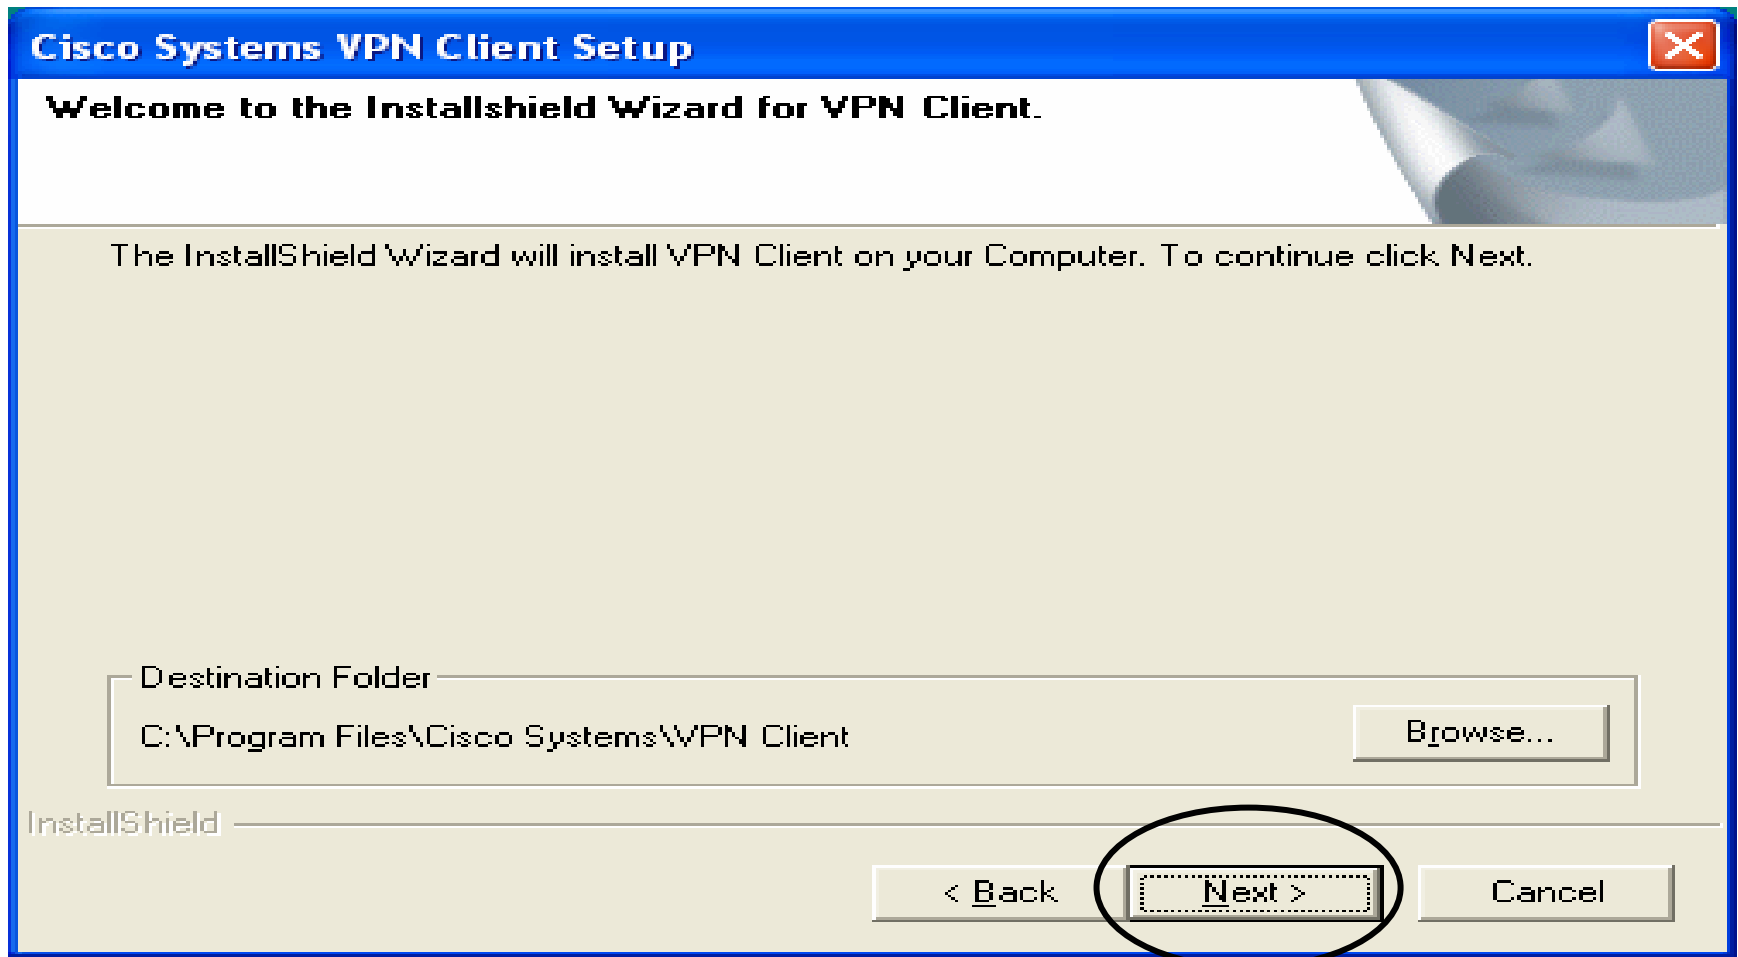 Cisco Systems VPN Client Setup
Welcome to the Installshield Wizard for VPN Client.
The InstallShield Wizard will install VPN Client on your Computer. To continue click Next.
Destination Folder
C:\Program Files\Cisco Systems\VPN Client
Browse...
InstallShield
< Back Next > Cancel